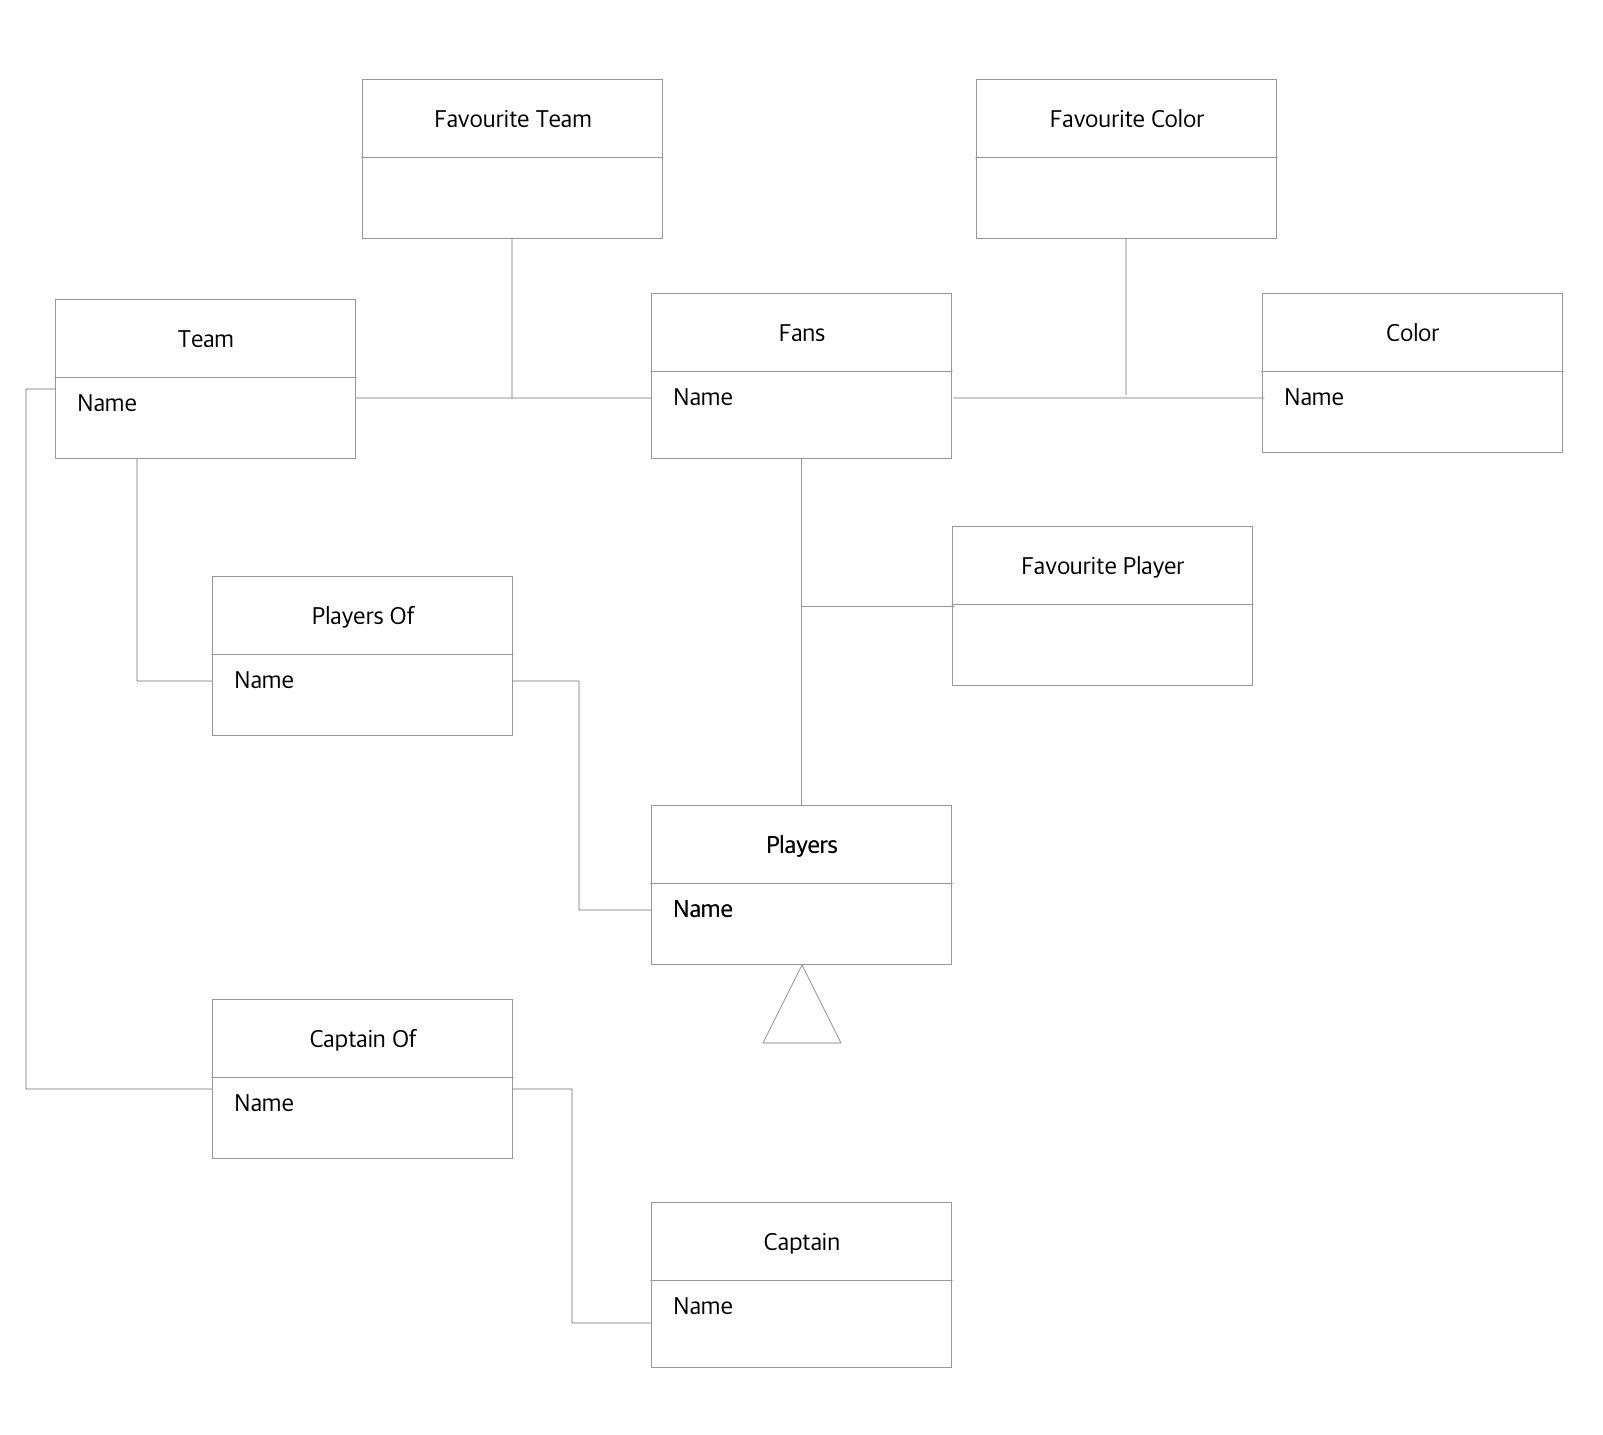 Favourite Team
Favourite Color
Team
Name
Fans
Name
Color
Name
Favourite Player
Players Of
Name
Players
Name
Captain Of
Name
Captain
Name